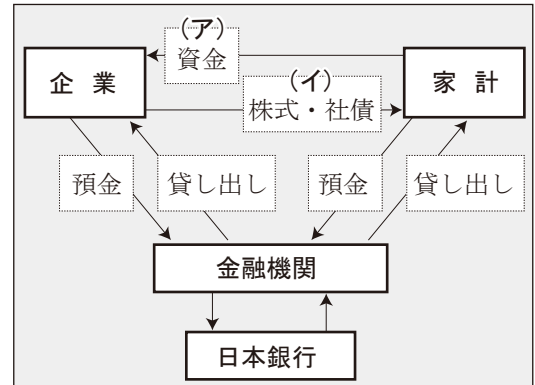 (ア)
資金
企業
家計
(イ)
株式・社債
預金
貸し出し
預金
貸し出し
金融機関
日本銀行